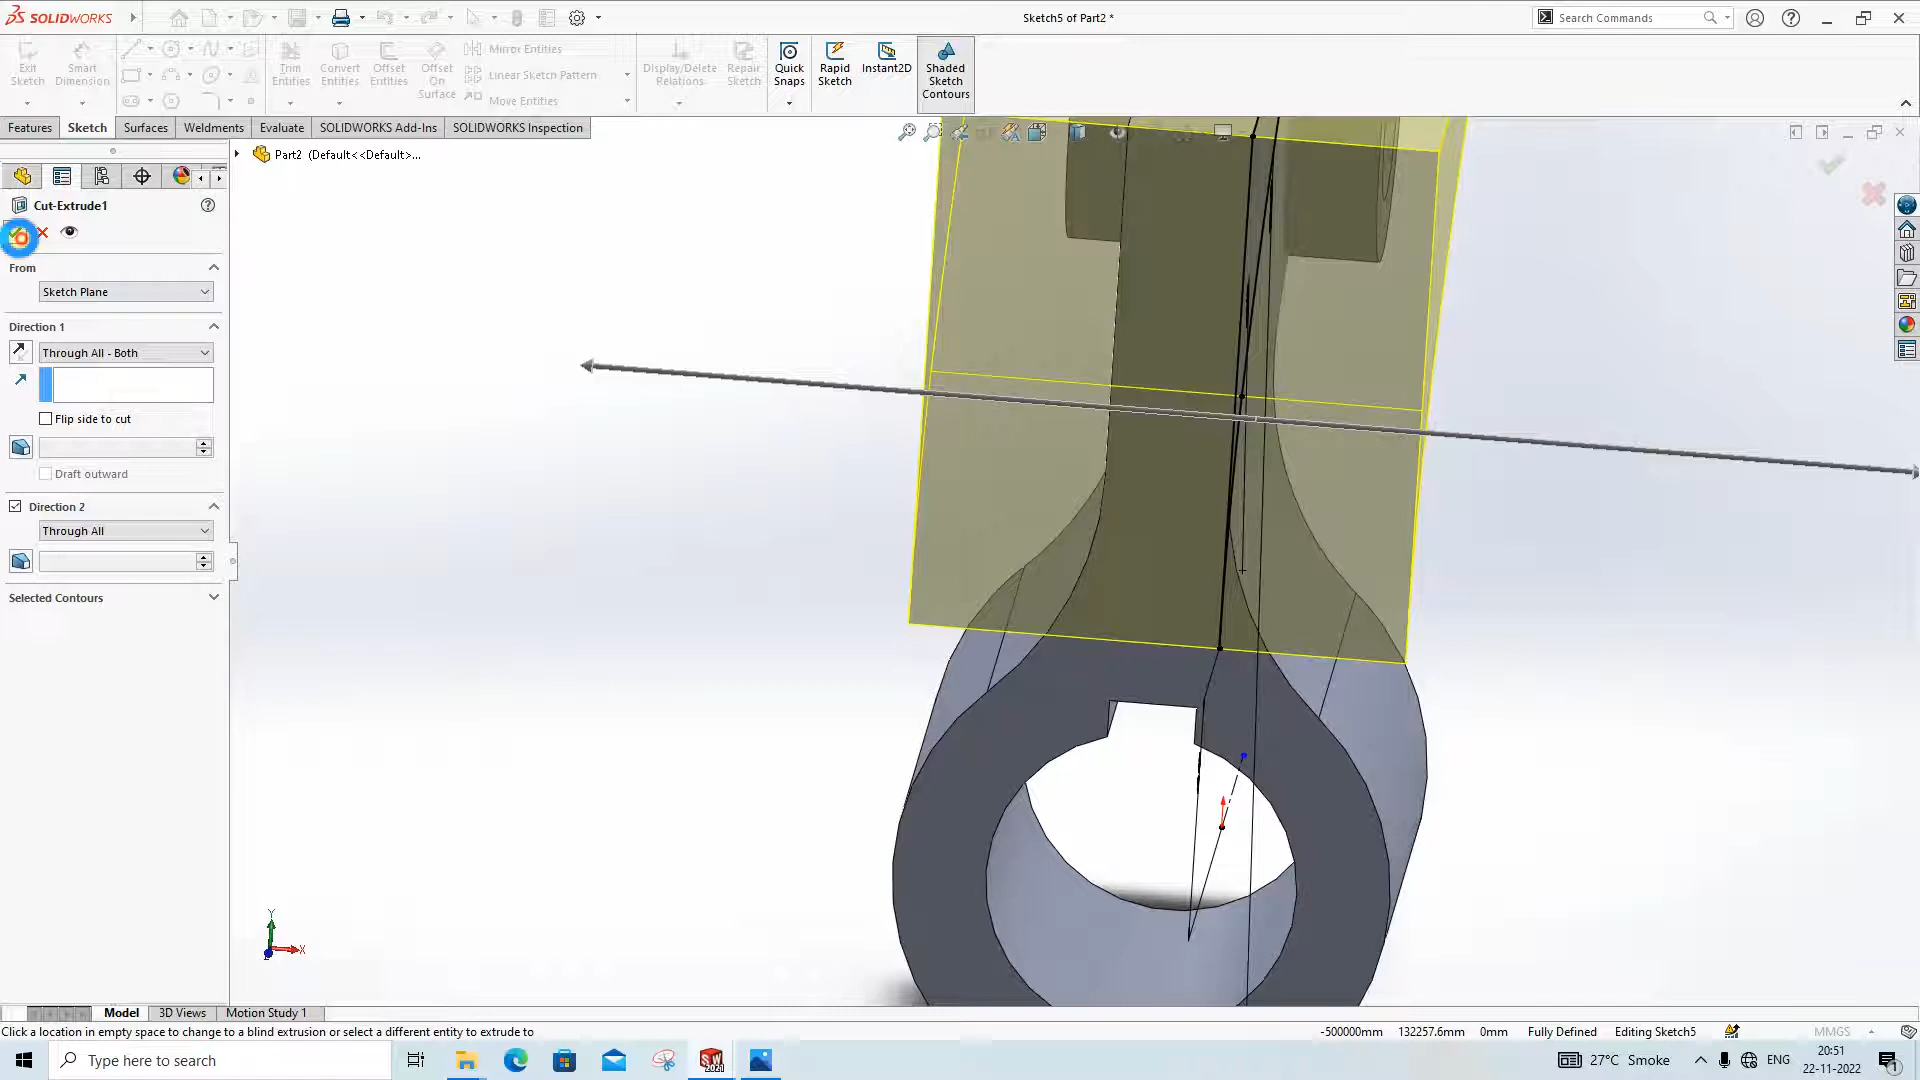 SOLIDWORKS
Sketch5 of Part2 *
Search Commands
Exit Sketch
Smart Dimension
Trim Entities
Convert Entities
Offset Entities
Offset On Surface
Mirror Entities
Linear Sketch Pattern
Move Entities
Display/Delete Relations
Repair Sketch
Quick Snaps
Rapid Sketch
Instant2D
Shaded Sketch Contours
Features
Sketch
Surfaces
Weldments
Evaluate
SOLIDWORKS Add-Ins
SOLIDWORKS Inspection
Part2 (Default<<Default>...
Cut-Extrude1
From
Sketch Plane
Direction 1
Through All - Both
Flip side to cut
Draft outward
Direction 2
Through All
Selected Contours
Y
X
Model
3D Views
Motion Study 1
Click a location in empty space to change to a blind extrusion or select a different entity to extrude to
-500000mm 132257.6mm 0mm Fully Defined Editing Sketch5 MMGS
Type here to search
27°C Smoke
ENG
20:51
22-11-2022